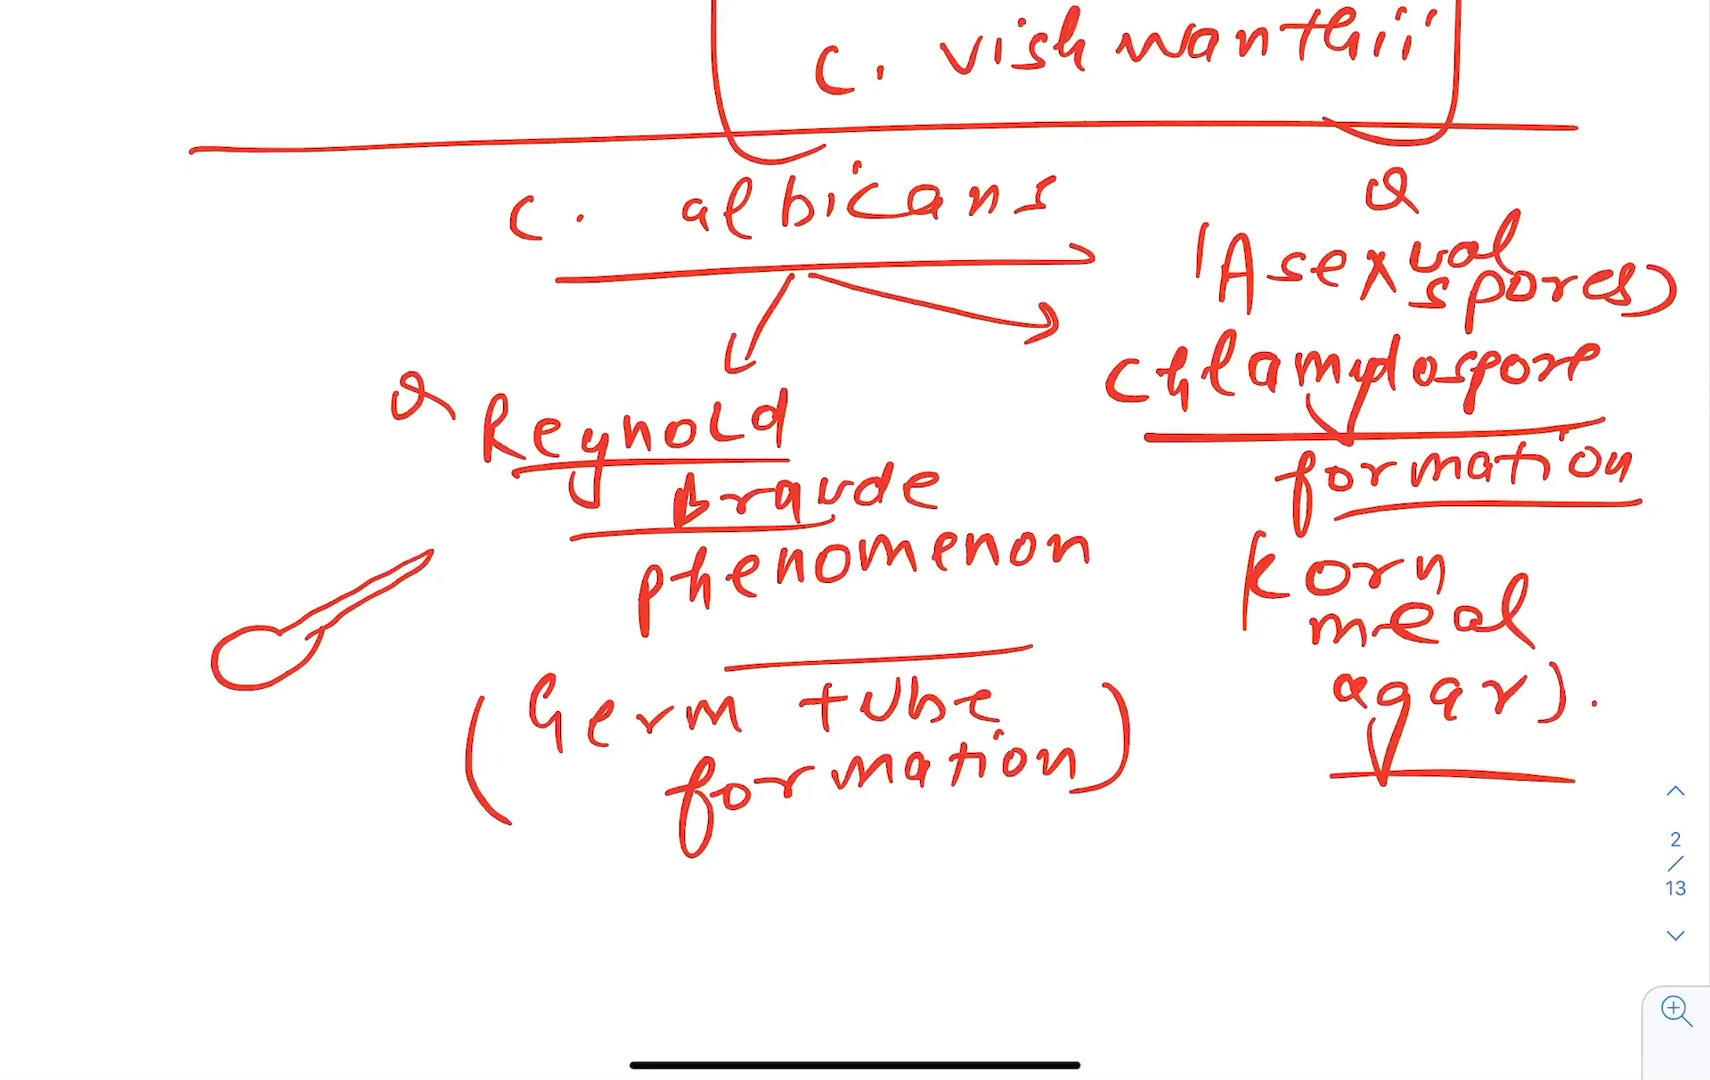 C. vishwanthii
C. albicans
Q
(Asexual
spores)
Chlamydospore
formation
Korn
meal
agar).
Q Reynold
Braude
phenomenon
(Germ tube
formation)
2
/
13